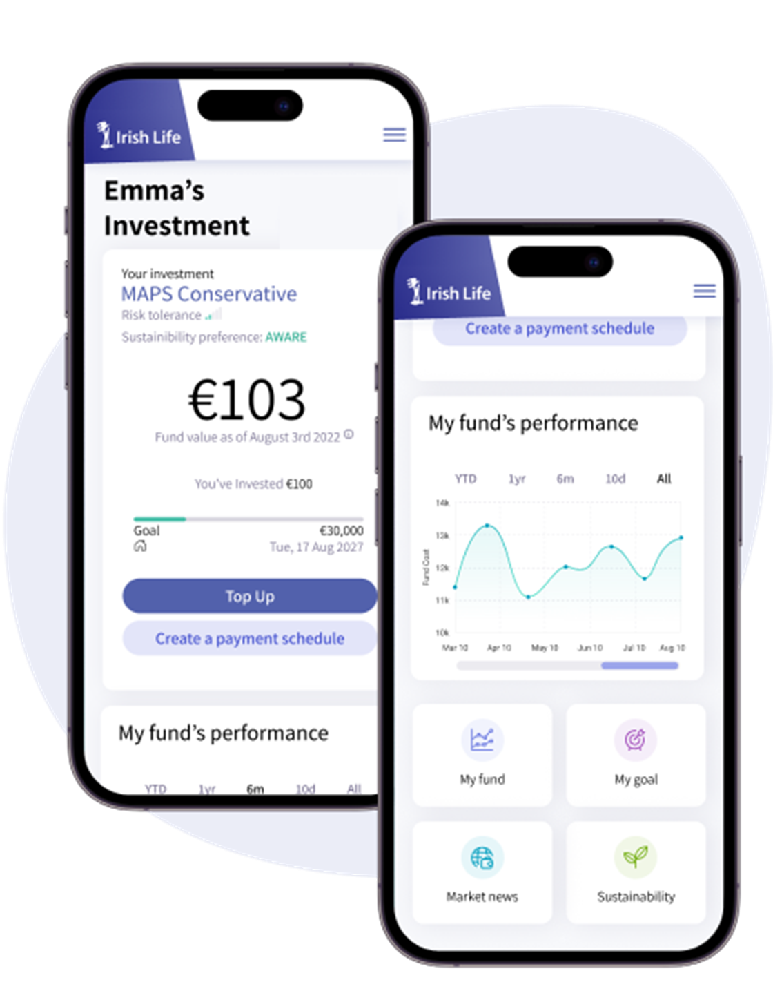 Irish Life
Emma's
Investment
Your investment
MAPS Conservative
Risk tolerance
Sustainibility preference: AWARE
€103
Fund value as of August 3rd 2022
You've Invested €100
Goal
€30,000
Tue, 17 Aug 2027
Top Up
Create a payment schedule
My fund's performance
YTD 1yr 6m 10d All
Irish Life
Create a payment schedule
My fund's performance
YTD 1yr 6m 10d All
14k
13k
12k
11k
10k
Fund Cost
Mar 10 Apr 10 May 10 Jun 10 Jul 10 Aug 10
My fund
My goal
Market news
Sustainability